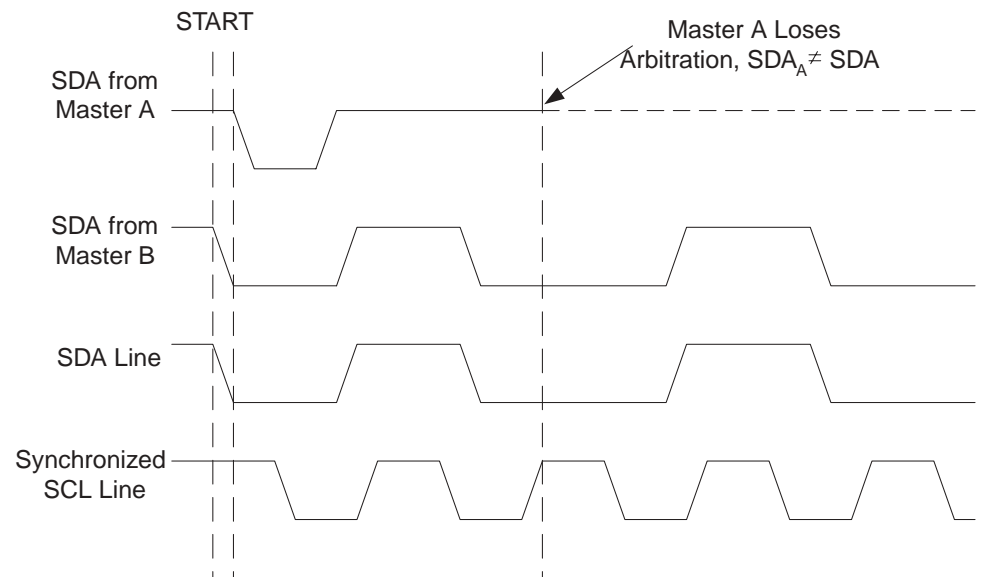 START
Master A Loses
Arbitration, SDA_A ≠ SDA
SDA from
Master A
SDA from
Master B
SDA Line
Synchronized
SCL Line